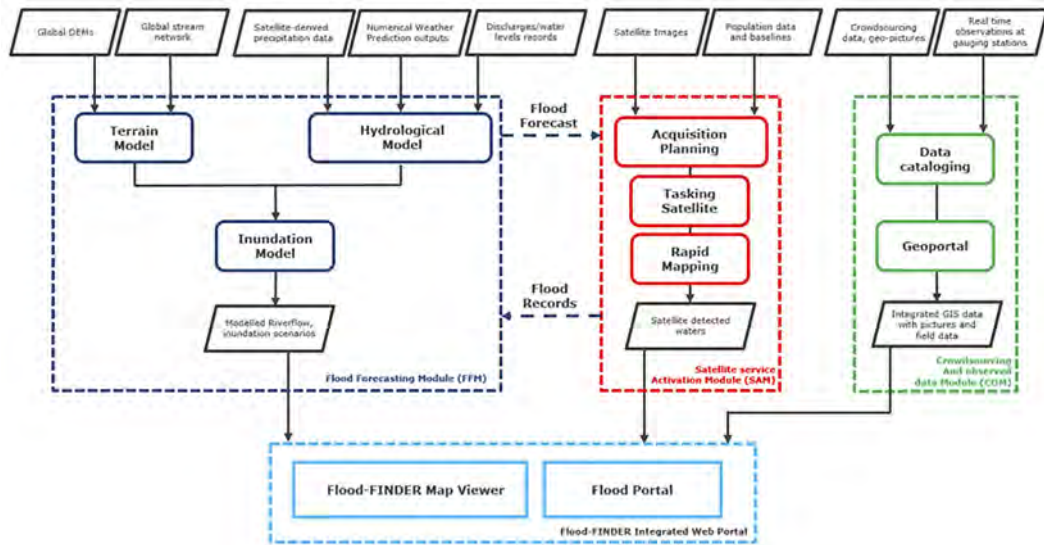 Global DEMs
Global stream
network
Satellite-derived
precipitation data
Numerical Weather
Prediction outputs
Discharges/water
levels records
Satellite Images
Population data
and baselines
Crowdsourcing
data, geo-pictures
Real time
observations at
gauging stations
Terrain
Model
Hydrological
Model
Flood
Forecast
Acquisition
Planning
Data
cataloging
Tasking
Satellite
Inundation
Model
Rapid
Mapping
Geoportal
Flood
Records
Modelled Riverflow,
inundation scenarios
Satellite detected
waters
Integrated GIS data
with pictures and
field data
Flood Forecasting Module (FFM)
Satellite service
Activation Module (SAM)
Crowdsourcing
And observed
data Module (COM)
Flood-FINDER Map Viewer
Flood Portal
Flood-FINDER Integrated Web Portal